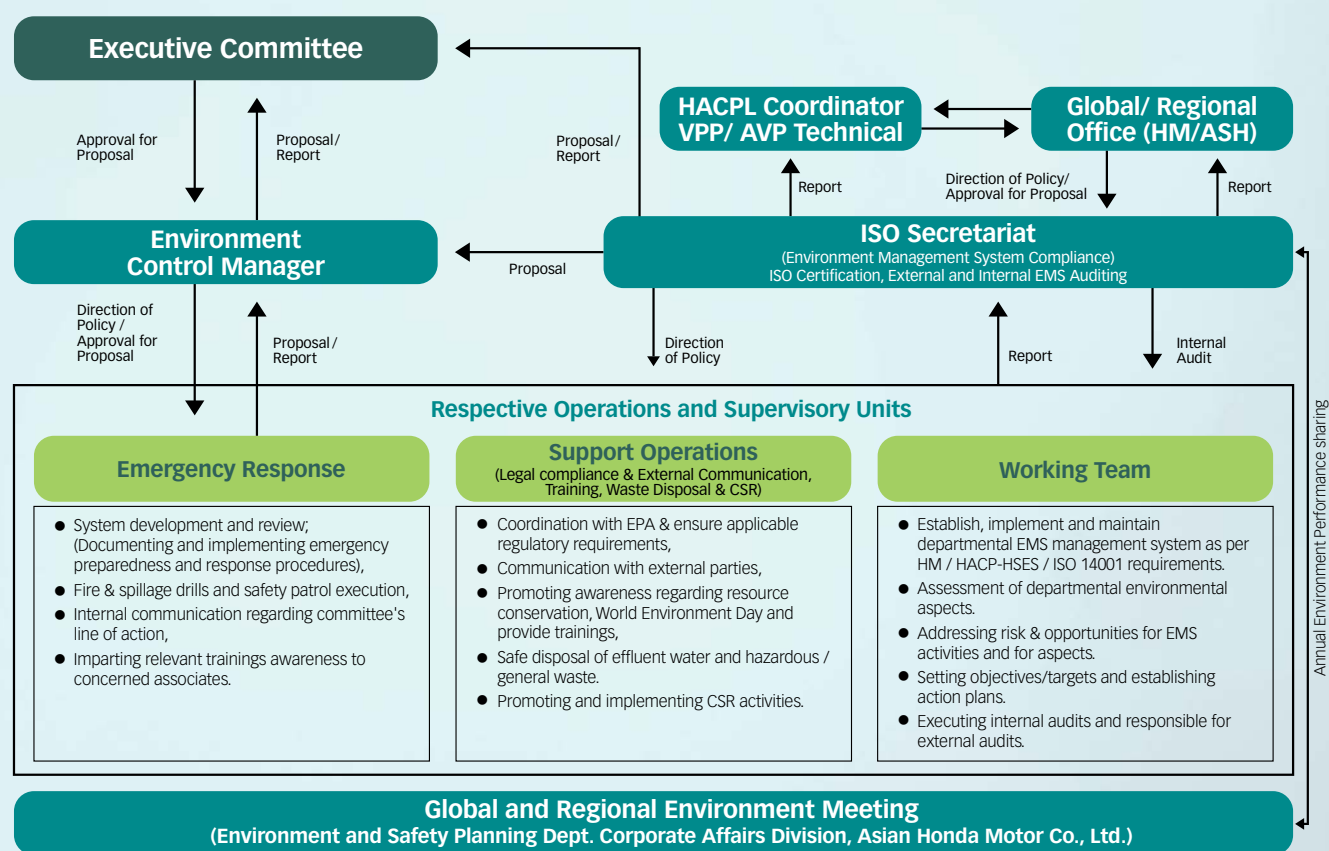 Executive Committee
HACPL Coordinator
VPP/ AVP Technical
Global/ Regional
Office (HM/ASH)
Approval for
Proposal
Proposal/
Report
Proposal/
Report
Report
Direction of Policy/
Approval for Proposal
Report
Environment
Control Manager
Proposal
ISO Secretariat
(Environment Management System Compliance)
ISO Certification, External and Internal EMS Auditing
Direction of
Policy /
Approval for
Proposal
Proposal/
Report
Direction
of Policy
Report
Internal
Audit
Respective Operations and Supervisory Units
Emergency Response
● System development and review;
(Documenting and implementing emergency
preparedness and response procedures),
● Fire & spillage drills and safety patrol execution,
● Internal communication regarding committee's
line of action,
● Imparting relevant trainings awareness to
concerned associates.
Support Operations
(Legal compliance & External Communication,
Training, Waste Disposal & CSR)
● Coordination with EPA & ensure applicable
regulatory requirements,
● Communication with external parties,
● Promoting awareness regarding resource
conservation, World Environment Day and
provide trainings,
● Safe disposal of effluent water and hazardous /
general waste.
● Promoting and implementing CSR activities.
Working Team
● Establish, implement and maintain
departmental EMS management system as per
HM / HACP-HSES / ISO 14001 requirements.
● Assessment of departmental environmental
aspects.
● Addressing risk & opportunities for EMS
activities and for aspects.
● Setting objectives/targets and establishing
action plans.
● Executing internal audits and responsible for
external audits.
Annual Environment Performance sharing
Global and Regional Environment Meeting
(Environment and Safety Planning Dept. Corporate Affairs Division, Asian Honda Motor Co., Ltd.)